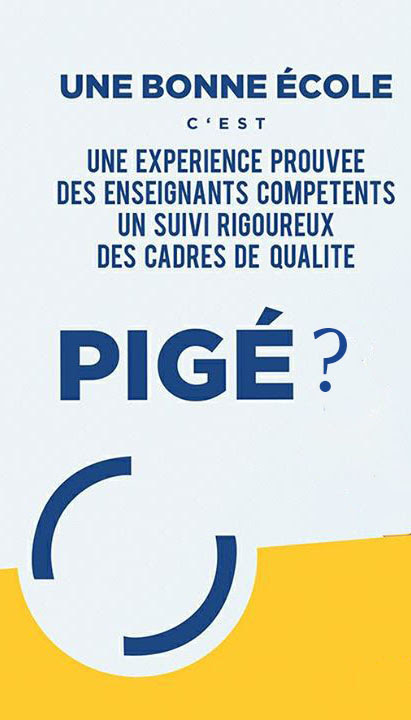 UNE BONNE ÉCOLE
C'EST
UNE EXPERIENCE PROUVEE
DES ENSEIGNANTS COMPETENTS
UN SUIVI RIGOUREUX
DES CADRES DE QUALITE
PIGÉ ?